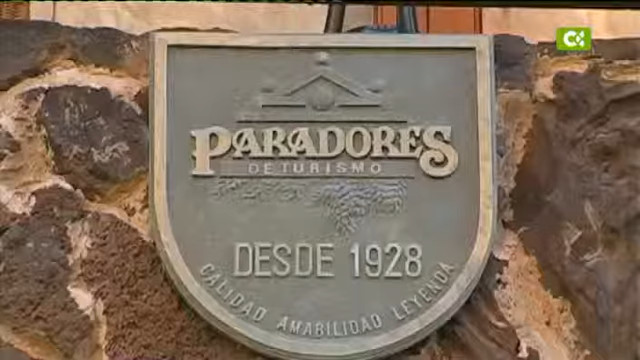 PARADORES
DE TURISMO
DESDE 1928
CALIDAD AMABILIDAD LEYENDA